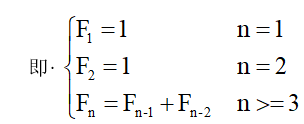 即·
F₁ = 1 n = 1
F₂ = 1 n = 2
Fₙ = Fₙ₋₁ + Fₙ₋₂ n >= 3